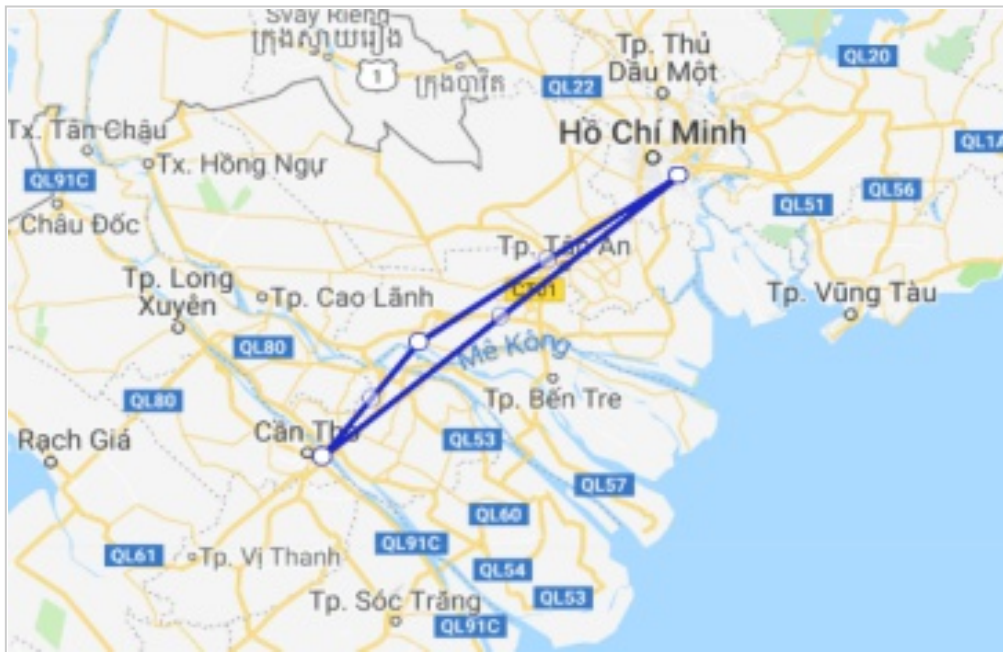 Svay Rieng
ក្រុងស្វាយរៀង
1
ក្រុងបាវិត
QL22
Tp. Thủ
Dầu Một
QL20
Tx. Tân Châu
Tx. Hồng Ngự
Hồ Chí Minh
QL1A
QL91C
Châu Đốc
QL51
QL56
Tp. Tân An
Tp. Long
Xuyên
Tp. Cao Lãnh
CT01
Tp. Vũng Tàu
QL80
Mê Kông
QL80
Tp. Bến Tre
Rạch Giá
Cần Thơ
QL53
QL57
QL60
QL61
Tp. Vị Thanh
QL91C
QL54
QL53
Tp. Sóc Trăng
QL91C